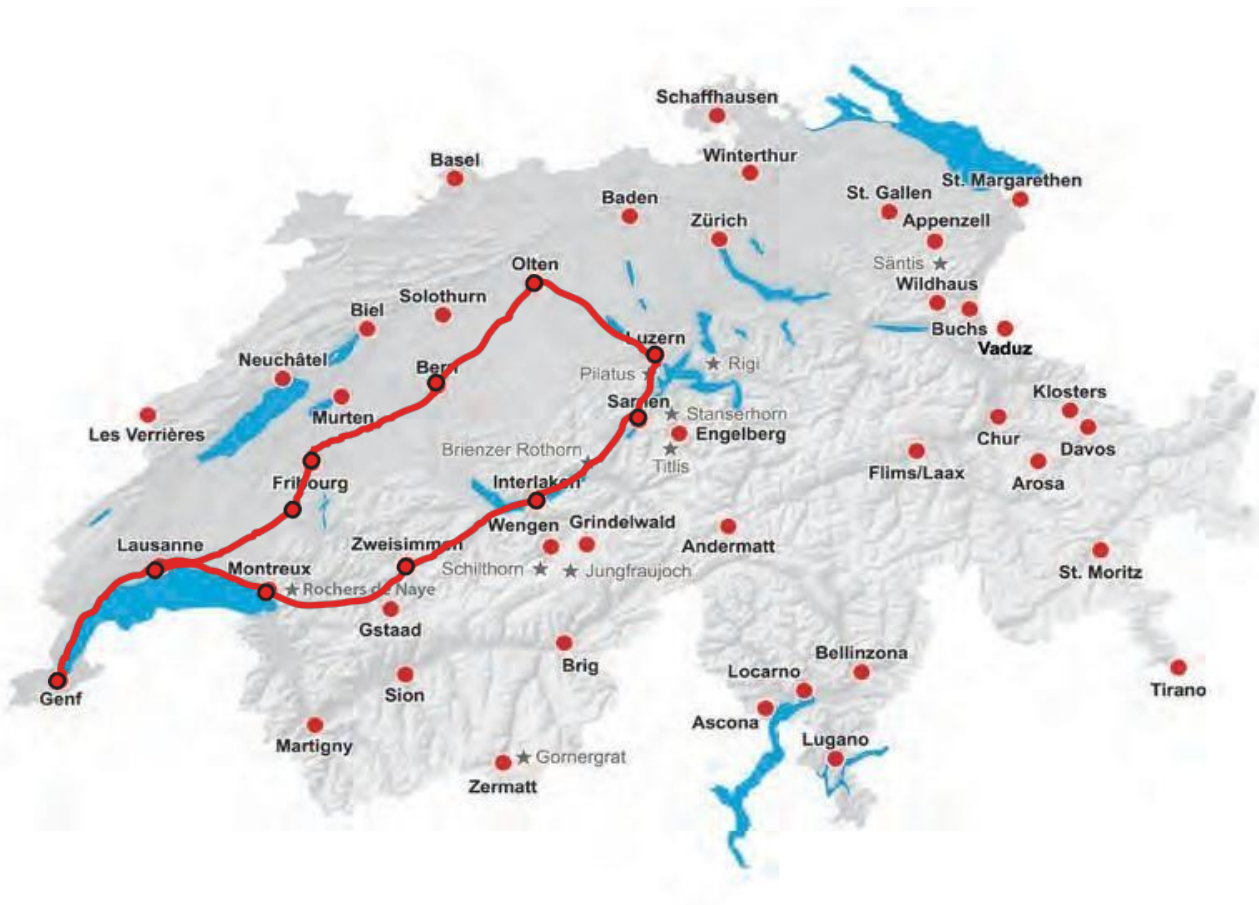 Schaffhausen
Basel
Winterthur
St. Margarethen
St. Gallen
Baden
Zürich
Appenzell
Säntis
Olten
Wildhaus
Solothurn
Biel
Buchs
Luzern
Vaduz
Neuchâtel
Bern
Rigi
Pilatus
Klosters
Sarnen
Stanserhorn
Murten
Les Verrières
Engelberg
Chur
Davos
Brienzer Rothorn
Titlis
Flims/Laax
Arosa
Fribourg
Interlaken
Wengen
Grindelwald
Andermatt
Lausanne
Zweisimmen
Montreux
Schilthorn
Jungfraujoch
St. Moritz
Rochers de Naye
Gstaad
Bellinzona
Brig
Locarno
Genf
Sion
Tirano
Ascona
Martigny
Lugano
Gornergrat
Zermatt